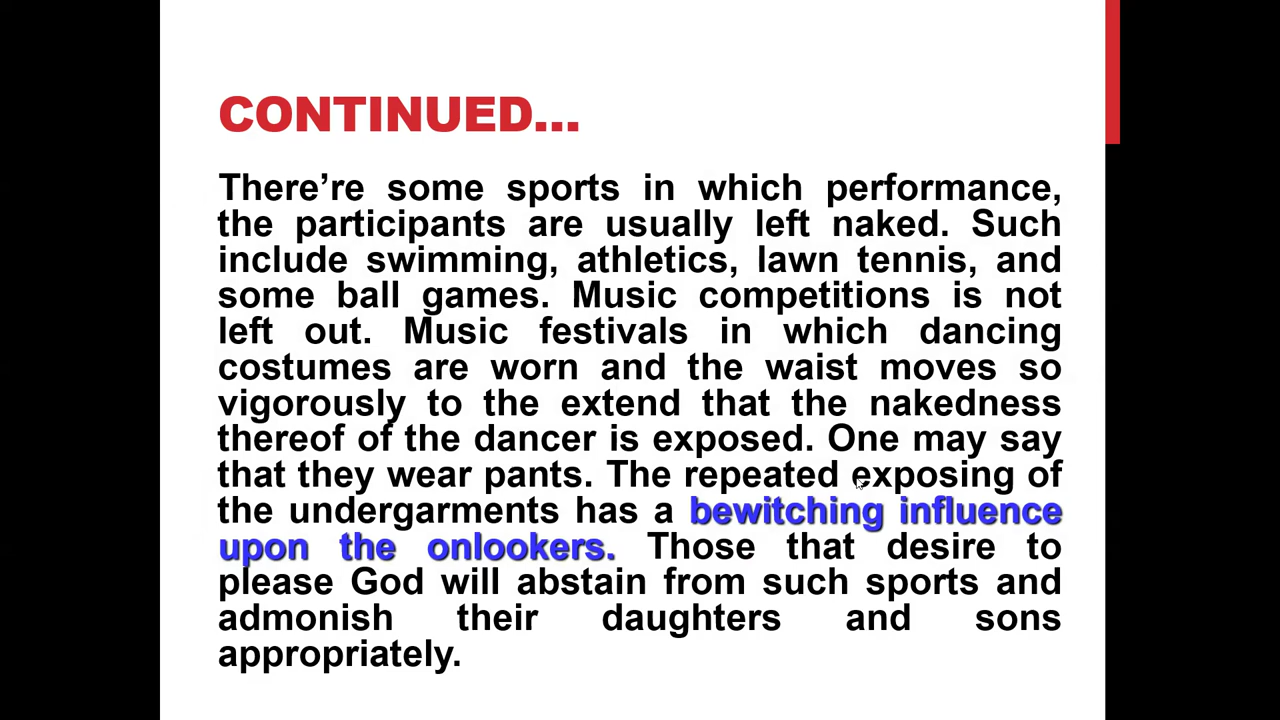 CONTINUED...
There're some sports in which performance,
the participants are usually left naked. Such
include swimming, athletics, lawn tennis, and
some ball games. Music competitions is not
left out. Music festivals in which dancing
costumes are worn and the waist moves so
vigorously to the extend that the nakedness
thereof of the dancer is exposed. One may say
that they wear pants. The repeated exposing of
the undergarments has a bewitching influence
upon the onlookers. Those that desire to
please God will abstain from such sports and
admonish their daughters and sons
appropriately.